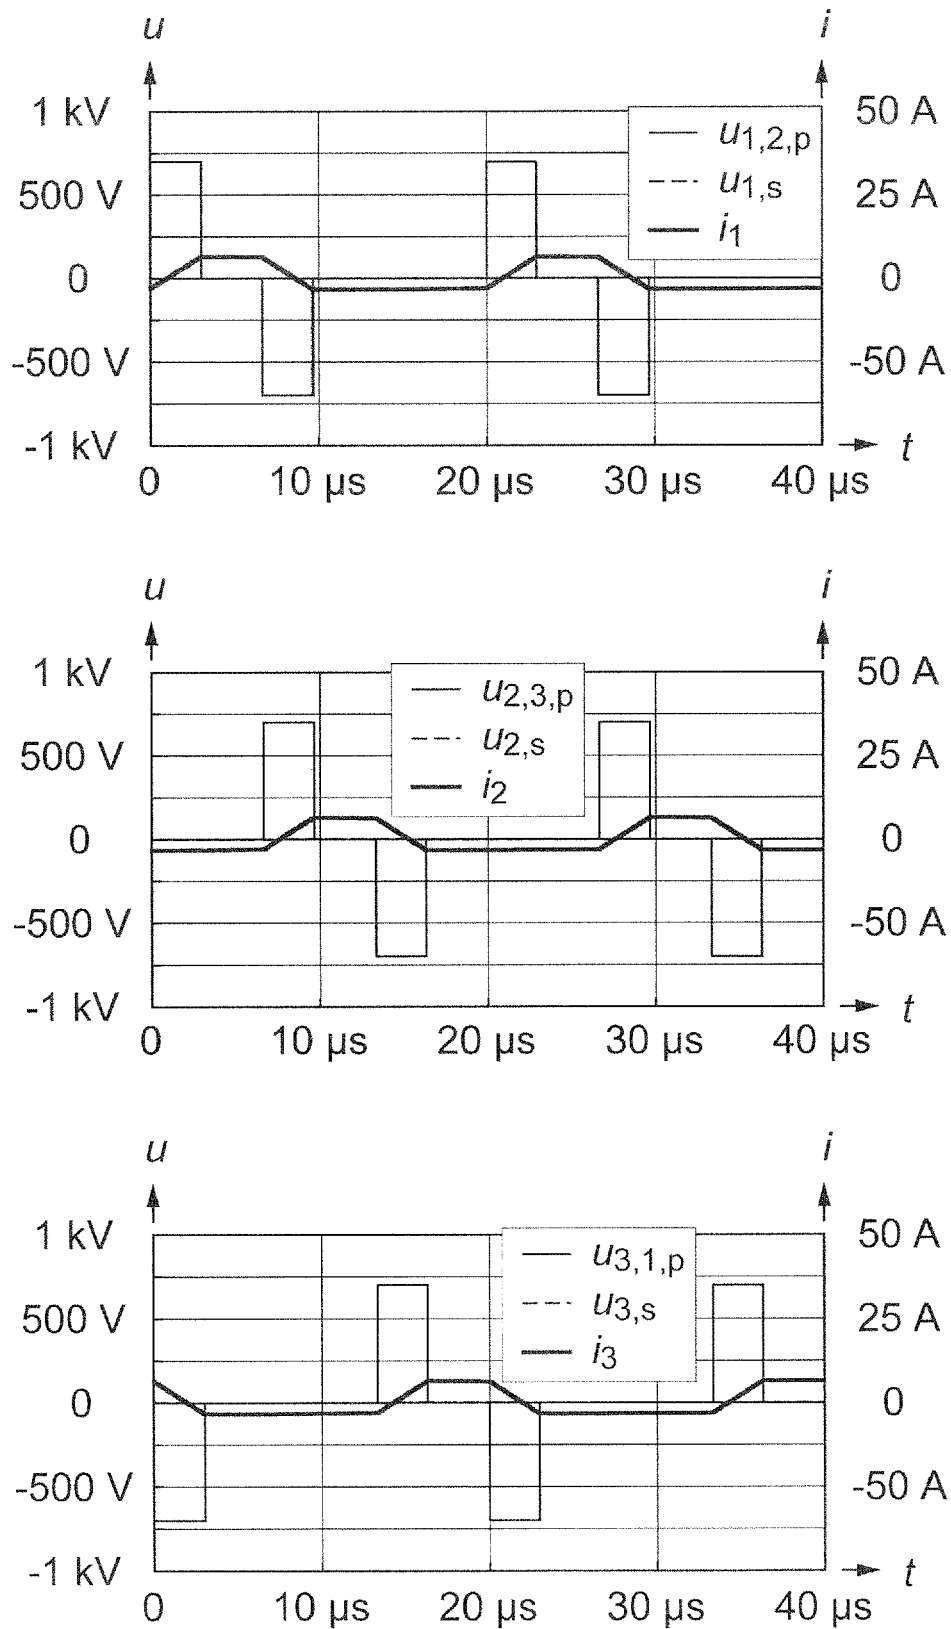 u i
1 kV 50 A
u1,2,p
500 V u1,s 25 A
i1
0 0
-500 V -50 A
-1 kV t
0 10 µs 20 µs 30 µs 40 µs
u i
1 kV 50 A
u2,3,p
500 V u2,s 25 A
i2
0 0
-500 V -50 A
-1 kV t
0 10 µs 20 µs 30 µs 40 µs
u i
1 kV 50 A
u3,1,p
500 V u3,s 25 A
i3
0 0
-500 V -50 A
-1 kV t
0 10 µs 20 µs 30 µs 40 µs